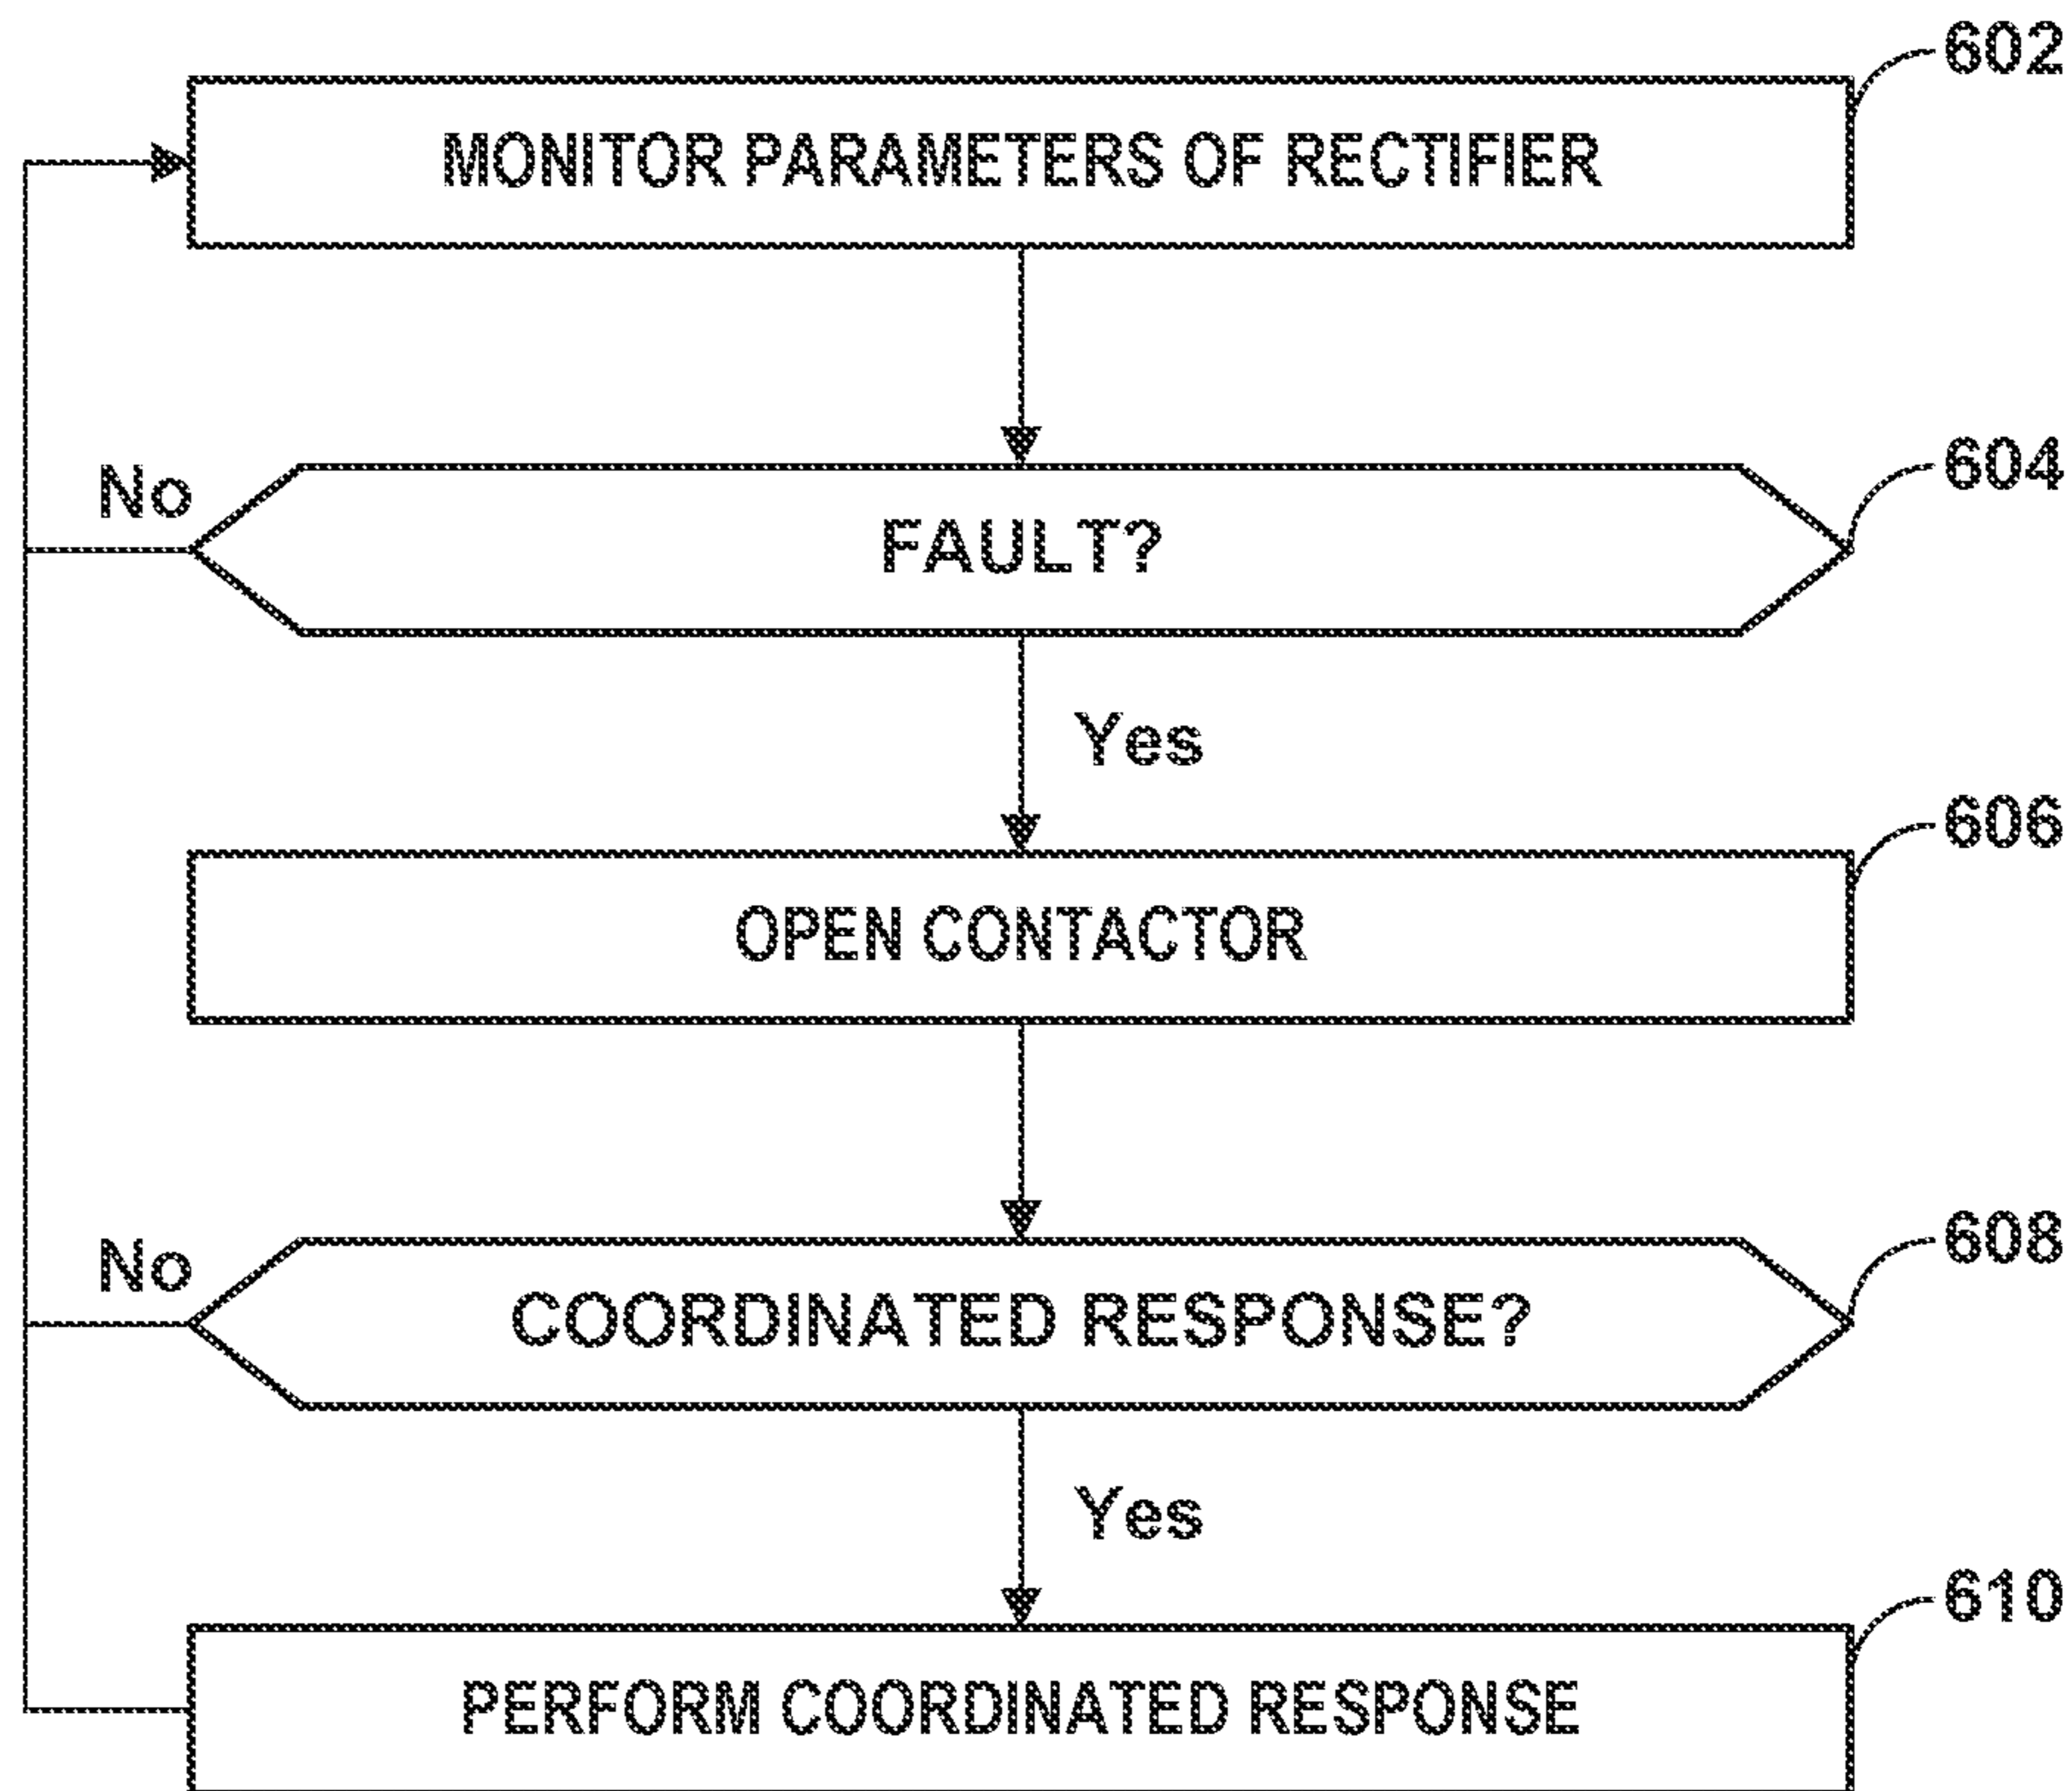 602
MONITOR PARAMETERS OF RECTIFIER
604
No
FAULT?
Yes
606
OPEN CONTACTOR
608
No
COORDINATED RESPONSE?
Yes
610
PERFORM COORDINATED RESPONSE